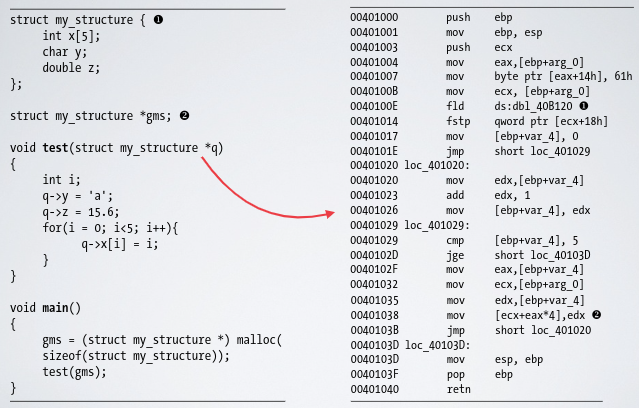 struct my_structure { ❶
int x[5];
char y;
double z;
};
struct my_structure *gms; ❷
void test(struct my_structure *q)
{
int i;
q->y = 'a';
q->z = 15.6;
for(i = 0; i<5; i++){
q->x[i] = i;
}
}
void main()
{
gms = (struct my_structure *) malloc(
sizeof(struct my_structure));
test(gms);
}
00401000 push ebp
00401001 mov ebp, esp
00401003 push ecx
00401004 mov eax,[ebp+arg_0]
00401007 mov byte ptr [eax+14h], 61h
0040100B mov ecx, [ebp+arg_0]
0040100E fld ds:dbl_40B120 ❶
00401014 fstp qword ptr [ecx+18h]
00401017 mov [ebp+var_4], 0
0040101E jmp short loc_401029
00401020 loc_401020:
00401020 mov edx,[ebp+var_4]
00401023 add edx, 1
00401026 mov [ebp+var_4], edx
00401029 loc_401029:
00401029 cmp [ebp+var_4], 5
0040102D jge short loc_40103D
0040102F mov eax,[ebp+var_4]
00401032 mov ecx,[ebp+arg_0]
00401035 mov edx,[ebp+var_4]
00401038 mov [ecx+eax*4],edx ❷
0040103B jmp short loc_401020
0040103D loc_40103D:
0040103D mov esp, ebp
0040103F pop ebp
00401040 retn